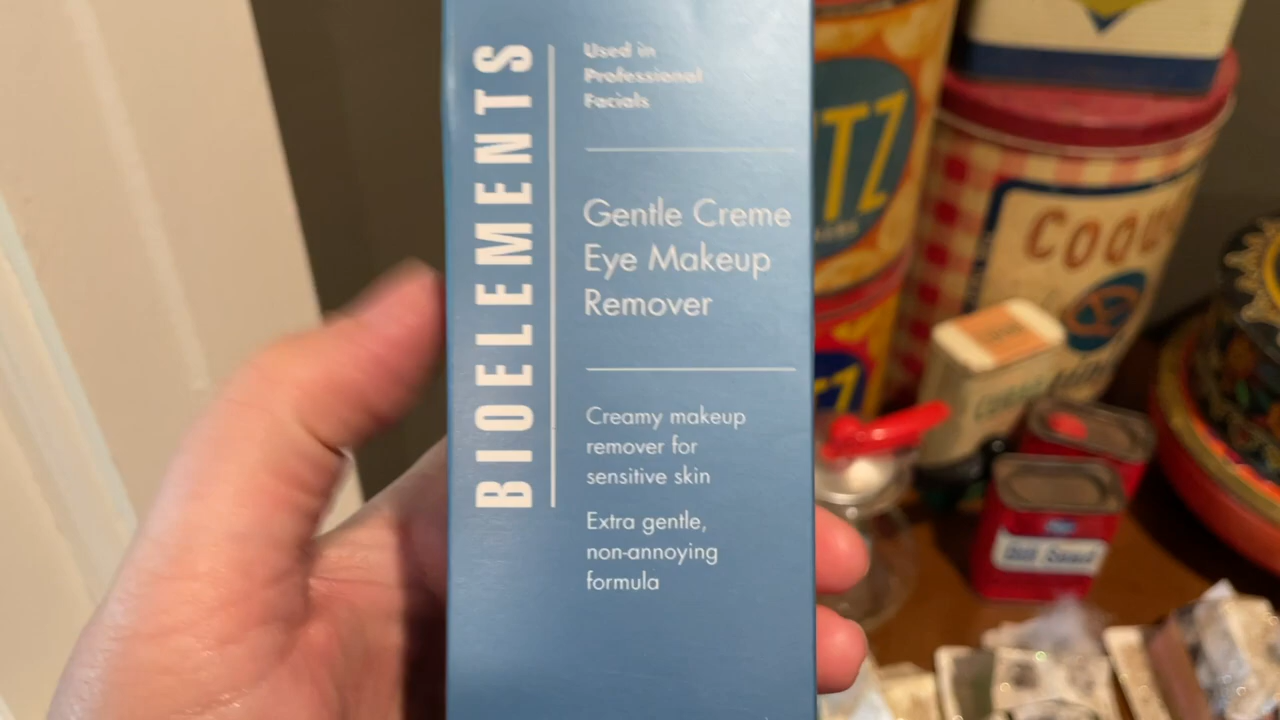 BIOELEMENTS
Used in
Professional
Facials
Gentle Creme
Eye Makeup
Remover
Creamy makeup
remover for
sensitive skin
Extra gentle,
non-annoying
formula
TZ